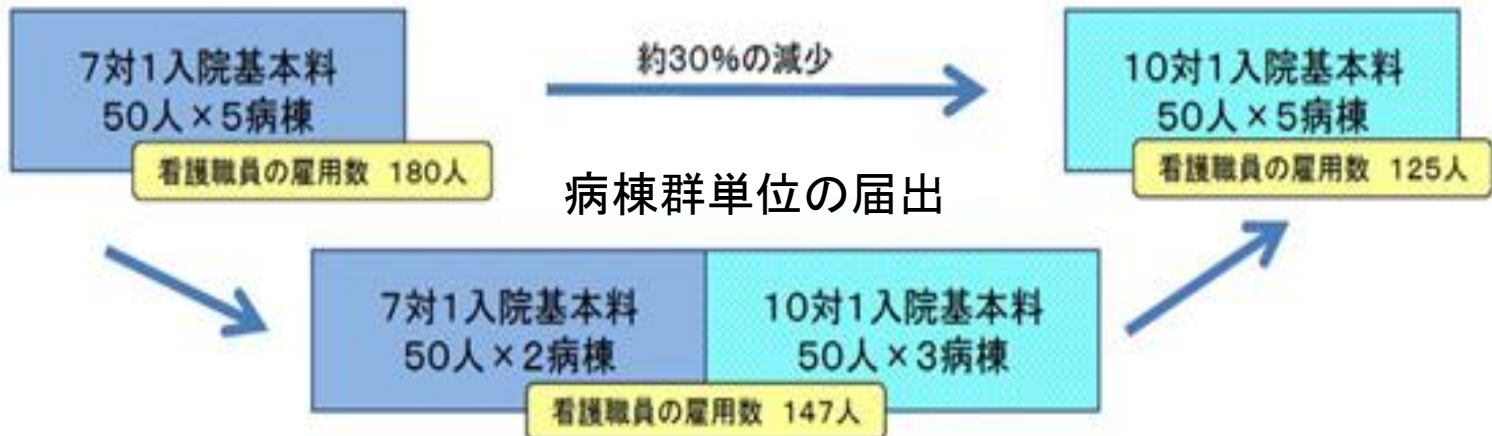 7対1入院基本料
50人×5病棟
看護職員の雇用数 180人
約30%の減少
10対1入院基本料
50人×5病棟
看護職員の雇用数 125人
病棟群単位の届出
7対1入院基本料
50人×2病棟
10対1入院基本料
50人×3病棟
看護職員の雇用数 147人